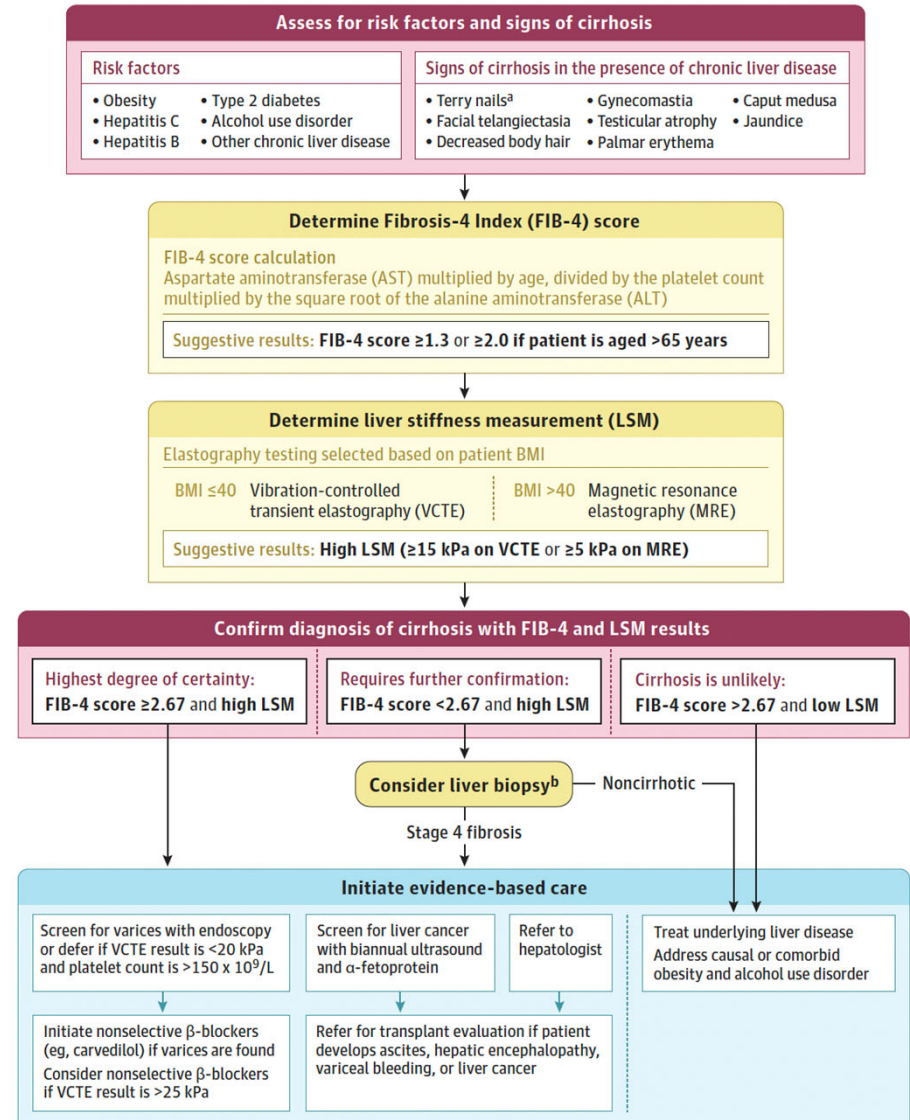 Assess for risk factors and signs of cirrhosis
Risk factors
• Obesity
• Hepatitis C
• Hepatitis B
• Type 2 diabetes
• Alcohol use disorder
• Other chronic liver disease
Signs of cirrhosis in the presence of chronic liver disease
• Terry nailsᵃ
• Facial telangiectasia
• Decreased body hair
• Gynecomastia
• Testicular atrophy
• Palmar erythema
• Caput medusa
• Jaundice
Determine Fibrosis-4 Index (FIB-4) score
FIB-4 score calculation
Aspartate aminotransferase (AST) multiplied by age, divided by the platelet count
multiplied by the square root of the alanine aminotransferase (ALT)
Suggestive results: FIB-4 score ≥1.3 or ≥2.0 if patient is aged >65 years
Determine liver stiffness measurement (LSM)
Elastography testing selected based on patient BMI
BMI ≤40 Vibration-controlled
transient elastography (VCTE)
BMI >40 Magnetic resonance
elastography (MRE)
Suggestive results: High LSM (≥15 kPa on VCTE or ≥5 kPa on MRE)
Confirm diagnosis of cirrhosis with FIB-4 and LSM results
Highest degree of certainty:
FIB-4 score ≥2.67 and high LSM
Requires further confirmation:
FIB-4 score <2.67 and high LSM
Cirrhosis is unlikely:
FIB-4 score >2.67 and low LSM
Consider liver biopsyᵇ
Noncirrhotic
Stage 4 fibrosis
Initiate evidence-based care
Screen for varices with endoscopy
or defer if VCTE result is <20 kPa
and platelet count is >150 x 10⁹/L
Screen for liver cancer
with biannual ultrasound
and α-fetoprotein
Refer to
hepatologist
Treat underlying liver disease
Address causal or comorbid
obesity and alcohol use disorder
Initiate nonselective β-blockers
(eg, carvedilol) if varices are found
Consider nonselective β-blockers
if VCTE result is >25 kPa
Refer for transplant evaluation if patient
develops ascites, hepatic encephalopathy,
variceal bleeding, or liver cancer